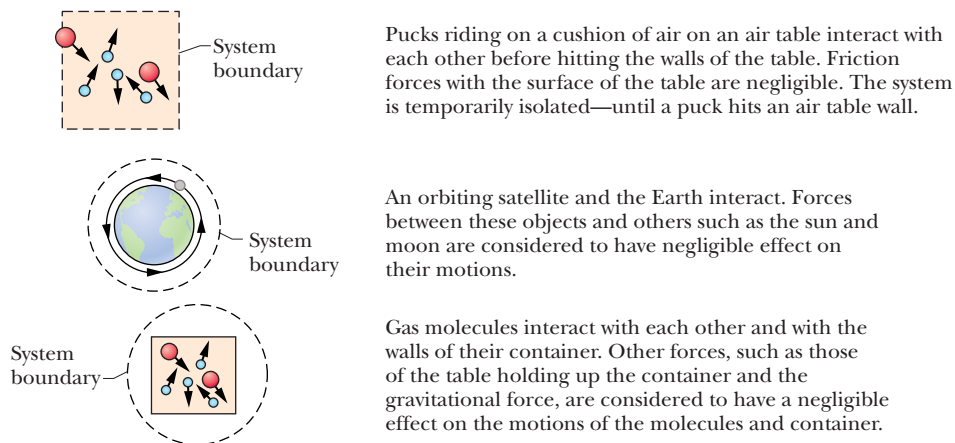 System
boundary
Pucks riding on a cushion of air on an air table interact with
each other before hitting the walls of the table. Friction
forces with the surface of the table are negligible. The system
is temporarily isolated—until a puck hits an air table wall.
System
boundary
An orbiting satellite and the Earth interact. Forces
between these objects and others such as the sun and
moon are considered to have negligible effect on
their motions.
System
boundary
Gas molecules interact with each other and with the
walls of their container. Other forces, such as those
of the table holding up the container and the
gravitational force, are considered to have a negligible
effect on the motions of the molecules and container.